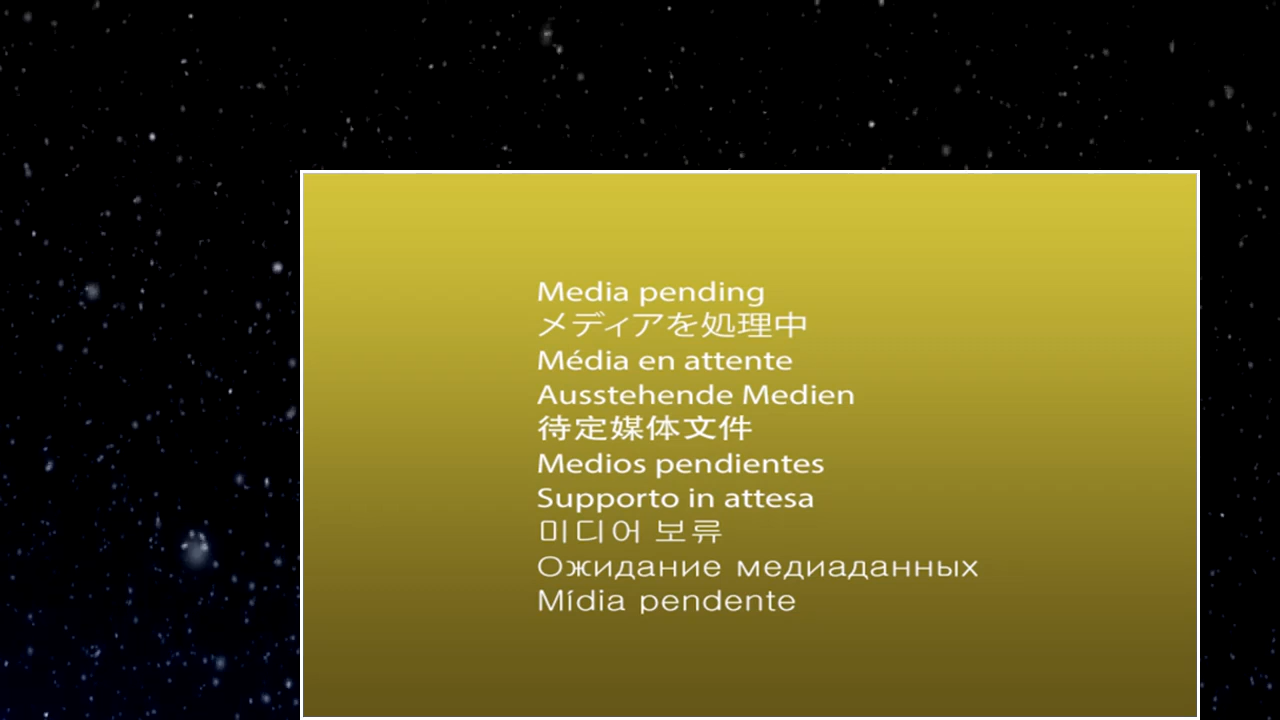 Media pending
メディアを処理中
Média en attente
Ausstehende Medien
待定媒体文件
Medios pendientes
Supporto in attesa
미디어 보류
Ожидание медиаданных
Mídia pendente